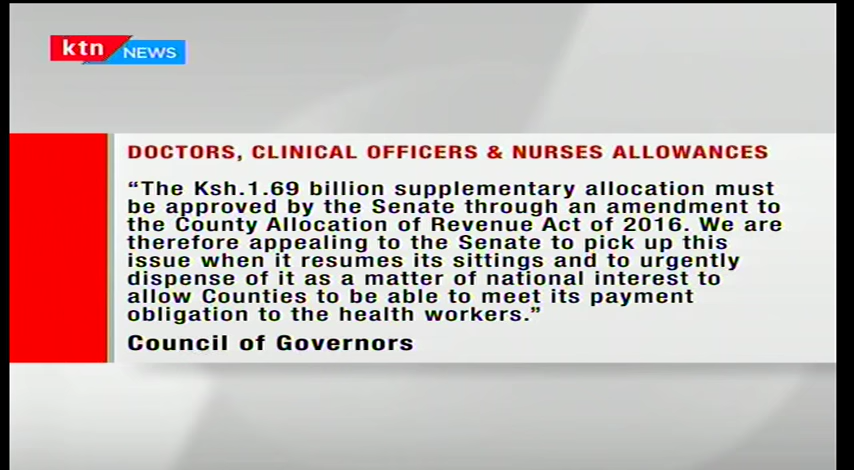 ktn NEWS
DOCTORS, CLINICAL OFFICERS & NURSES ALLOWANCES
“The Ksh.1.69 billion supplementary allocation must
be approved by the Senate through an amendment to
the County Allocation of Revenue Act of 2016. We are
therefore appealing to the Senate to pick up this
issue when it resumes its sittings and to urgently
dispense of it as a matter of national interest to
allow Counties to be able to meet its payment
obligation to the health workers.”
Council of Governors